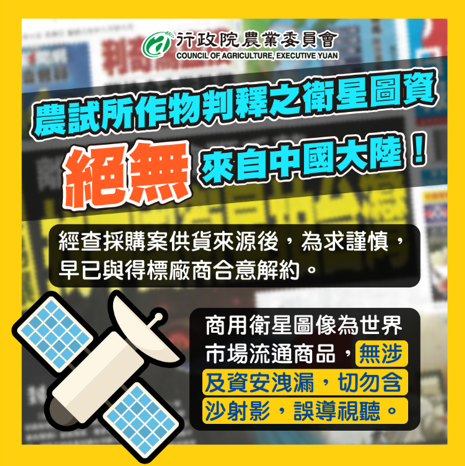 行政院農業委員會
COUNCIL OF AGRICULTURE, EXECUTIVE YUAN
農試所作物判釋之衛星圖資
絕無來自中國大陸！
經查採購案供貨來源後，為求謹慎，
早已與得標廠商合意解約。
商用衛星圖像為世界
市場流通商品，無涉
及資安洩漏，切勿含
沙射影，誤導視聽。